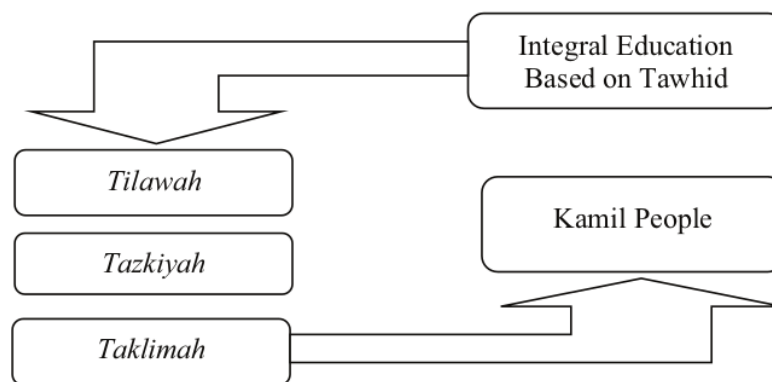 Integral Education
Based on Tawhid
Tilawah
Tazkiyah
Taklimah
Kamil People